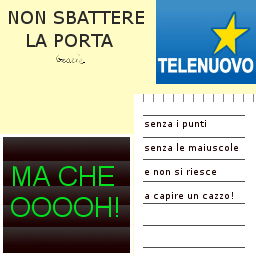 NON SBATTERE
LA PORTA
Grazie
TELENUOVO
MA CHE
OOOOH!
senza i punti
senza le maiuscole
e non si riesce
a capire un cazzo!